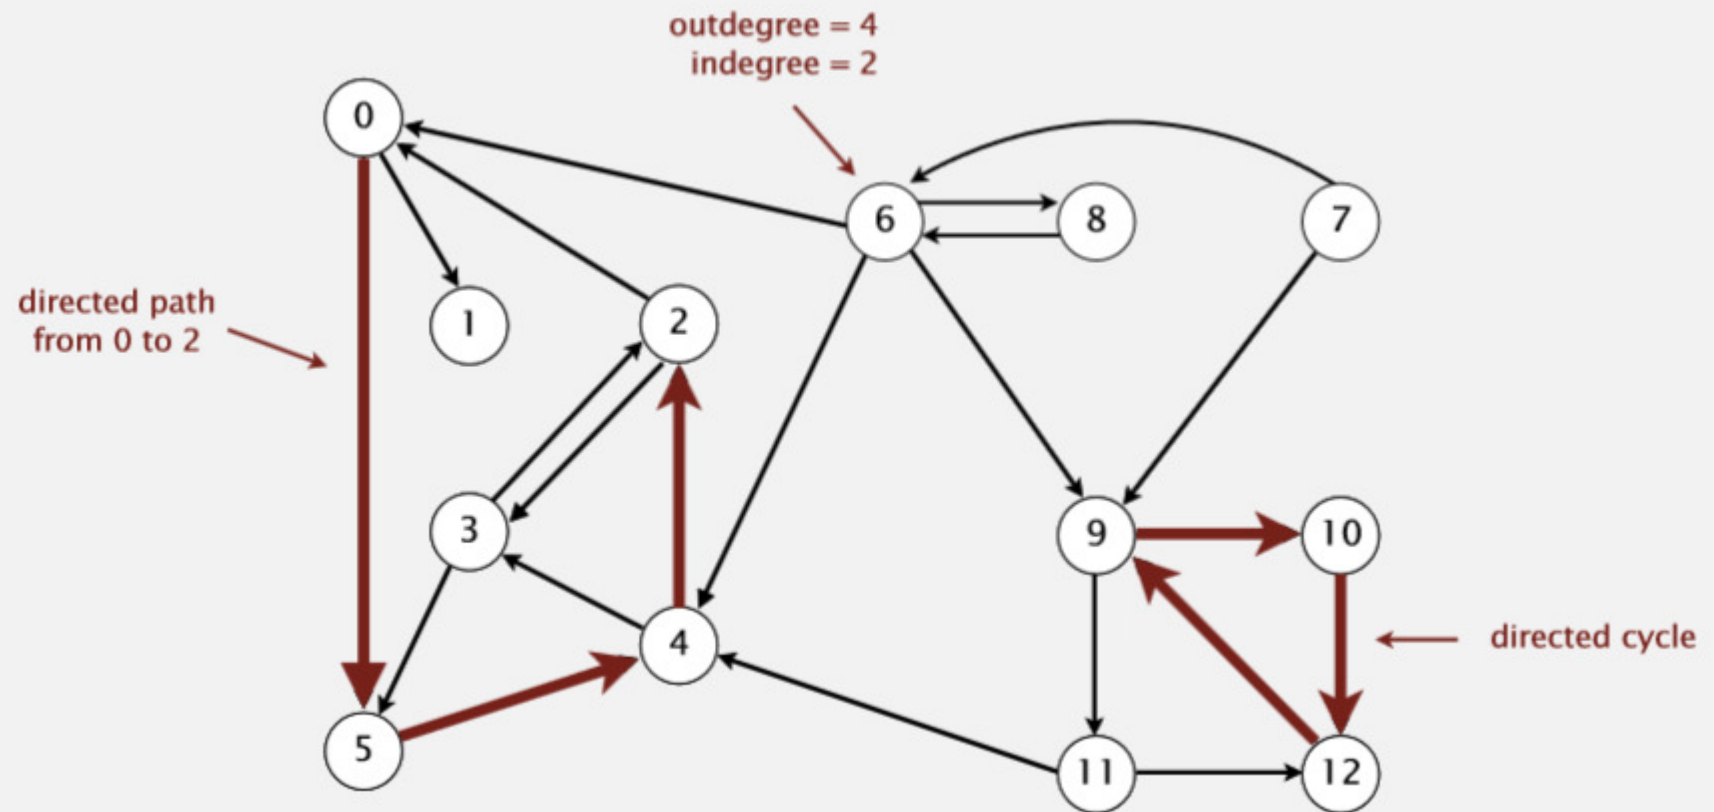 outdegree = 4
indegree = 2
0
6
8
7
directed path
from 0 to 2
1
2
3
9
10
4
directed cycle
5
11
12